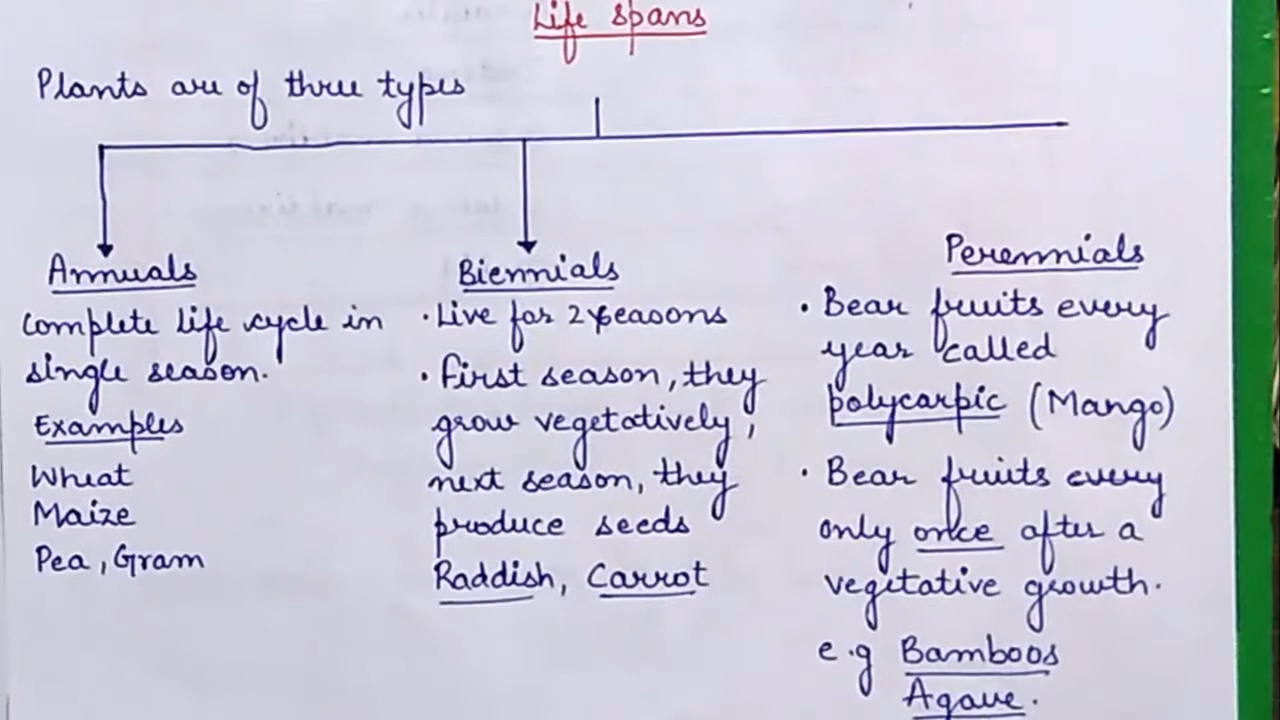 Life spans
Plants are of three types
Annuals
Complete life cycle in
single season.
Examples
Wheat
Maize
Pea, Gram
Biennials
• Live for 2 seasons
• First season, they
grow vegetatively,
next season, they
produce seeds
Raddish, Carrot
Perennials
• Bear fruits every
year called
polycarpic (Mango)
• Bear fruits every
only once after a
vegetative growth.
e.g Bamboos
Agave.